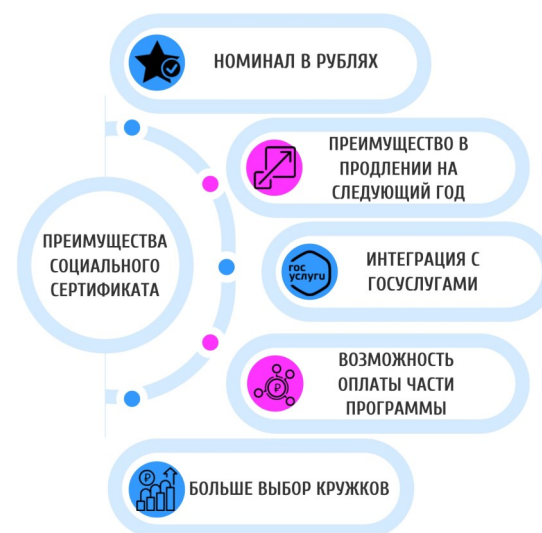 НОМИНАЛ В РУБЛЯХ
ПРЕИМУЩЕСТВО В
ПРОДЛЕНИИ НА
СЛЕДУЮЩИЙ ГОД
ПРЕИМУЩЕСТВА
СОЦИАЛЬНОГО
СЕРТИФИКАТА
гос
услуги
ИНТЕГРАЦИЯ С
ГОСУСЛУГАМИ
ВОЗМОЖНОСТЬ
ОПЛАТЫ ЧАСТИ
ПРОГРАММЫ
₽
₽
БОЛЬШЕ ВЫБОР КРУЖКОВ